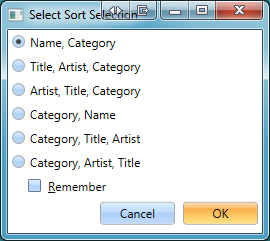 Select Sort Selection
Name, Category
Title, Artist, Category
Artist, Title, Category
Category, Name
Category, Title, Artist
Category, Artist, Title
Remember
Cancel
OK